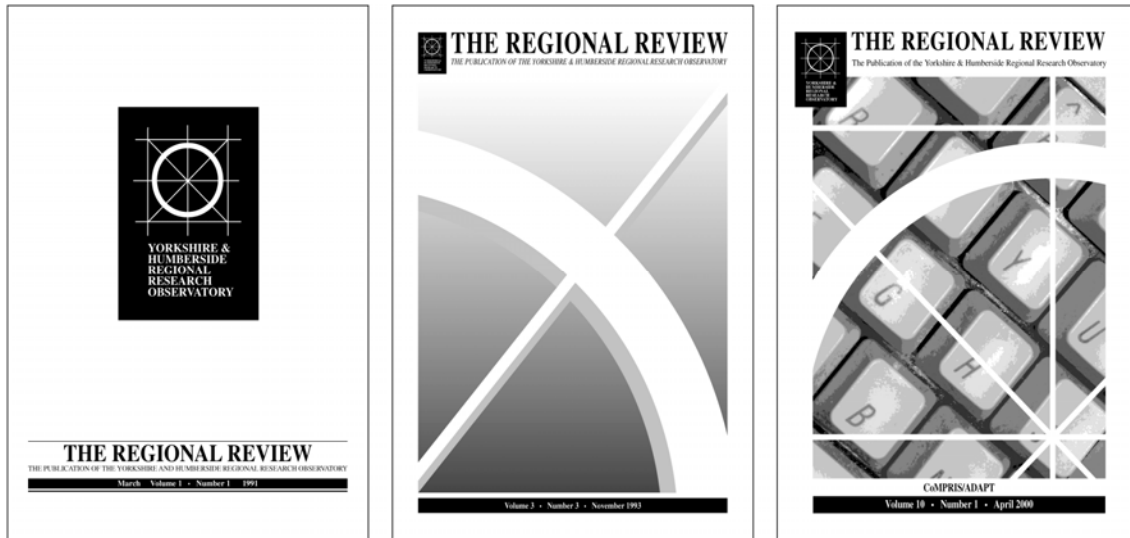 YORKSHIRE &
HUMBERSIDE
REGIONAL
RESEARCH
OBSERVATORY
THE REGIONAL REVIEW
THE PUBLICATION OF THE YORKSHIRE AND HUMBERSIDE REGIONAL RESEARCH OBSERVATORY
March Volume 1 • Number 1 1991
THE REGIONAL REVIEW
THE PUBLICATION OF THE YORKSHIRE & HUMBERSIDE REGIONAL RESEARCH OBSERVATORY
Volume 3 • Number 3 • November 1993
THE REGIONAL REVIEW
The Publication of the Yorkshire & Humberside Regional Research Observatory
YORKSHIRE &
HUMBERSIDE
REGIONAL
RESEARCH
OBSERVATORY
R
Y
G
U
H
B
CoMPRIS/ADAPT
Volume 10 • Number 1 • April 2000